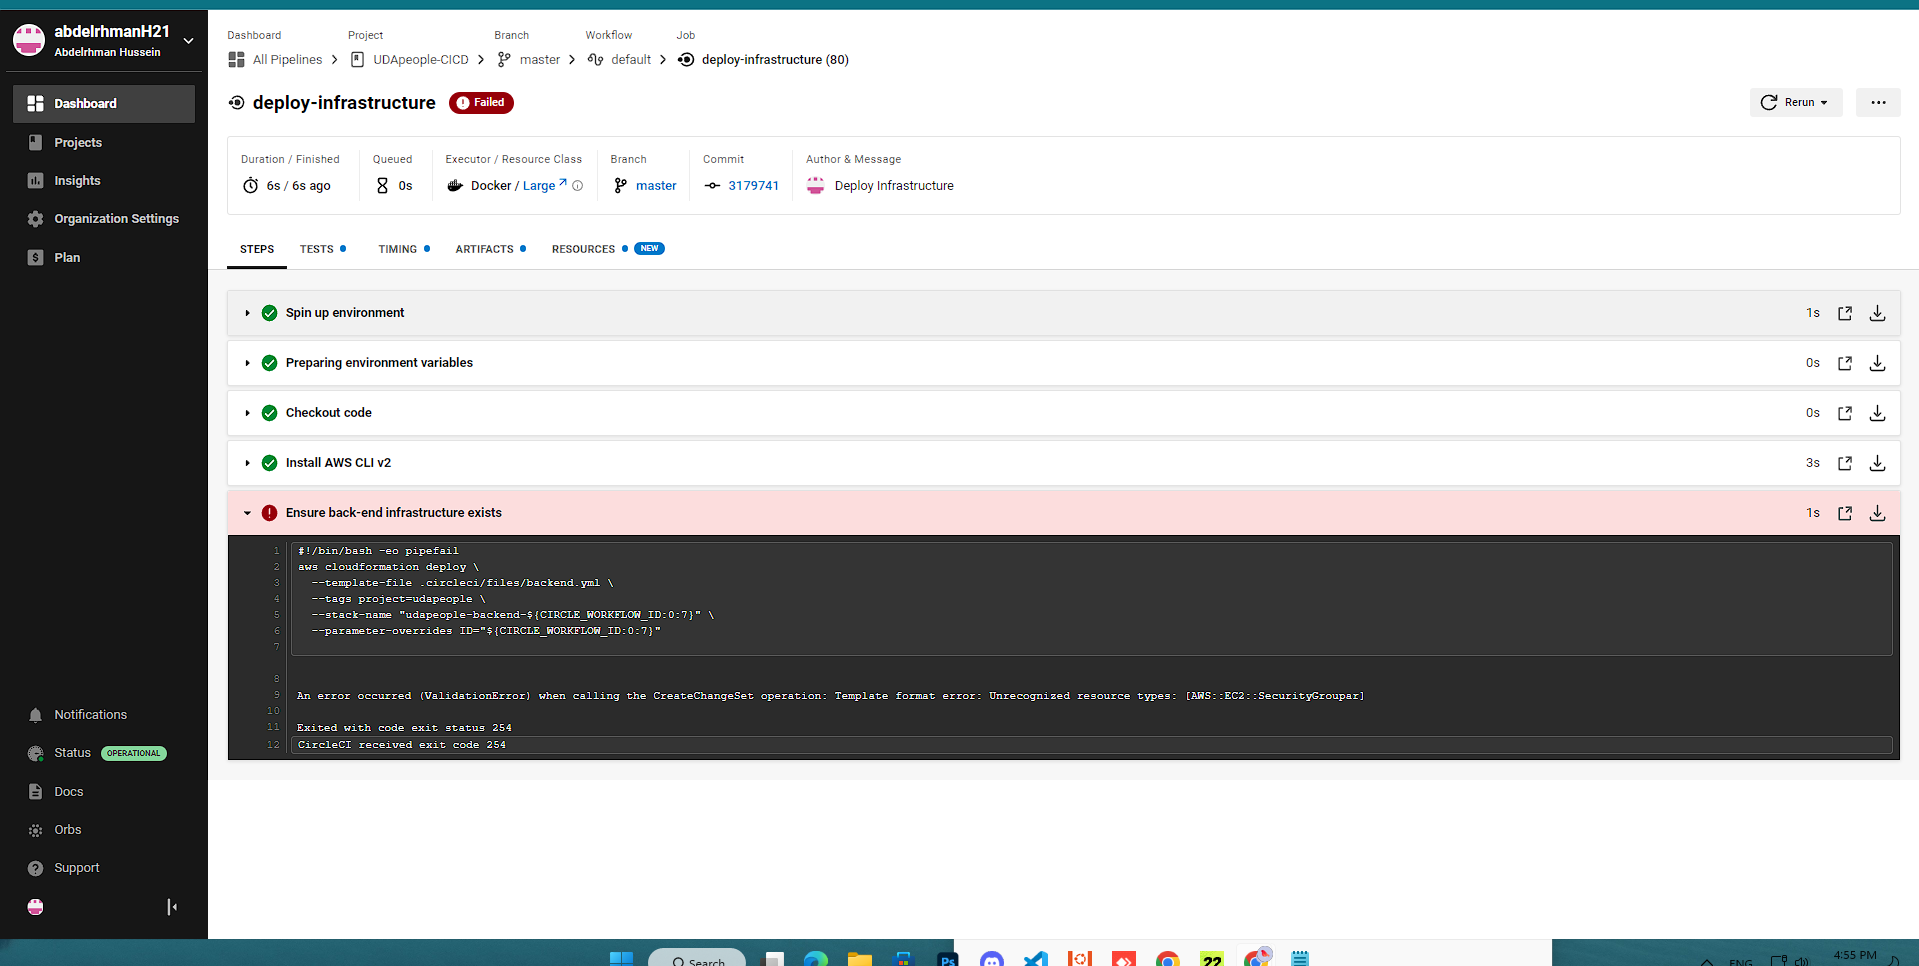 abdelrhmanH21
Abdelrhman Hussein
Dashboard
Projects
Insights
Organization Settings
Plan
Notifications
Status OPERATIONAL
Docs
Orbs
Support
Dashboard Project Branch Workflow Job
All Pipelines UDApeople-CICD master default deploy-infrastructure (80)
deploy-infrastructure Failed
Rerun
Duration / Finished Queued Executor / Resource Class Branch Commit Author & Message
6s / 6s ago 0s Docker / Large master 3179741 Deploy Infrastructure
STEPS TESTS TIMING ARTIFACTS RESOURCES NEW
Spin up environment 1s
Preparing environment variables 0s
Checkout code 0s
Install AWS CLI v2 3s
Ensure back-end infrastructure exists 1s
1 #!/bin/bash -eo pipefail
2 aws cloudformation deploy \
3 --template-file .circleci/files/backend.yml \
4 --tags project=udapeople \
5 --stack-name "udapeople-backend-${CIRCLE_WORKFLOW_ID:0:7}" \
6 --parameter-overrides ID="${CIRCLE_WORKFLOW_ID:0:7}"
7
8
9 An error occurred (ValidationError) when calling the CreateChangeSet operation: Template format error: Unrecognized resource types: [AWS::EC2::SecurityGroupar]
10
11 Exited with code exit status 254
12 CircleCI received exit code 254
Search
Ps
22
ENG
4:55 PM